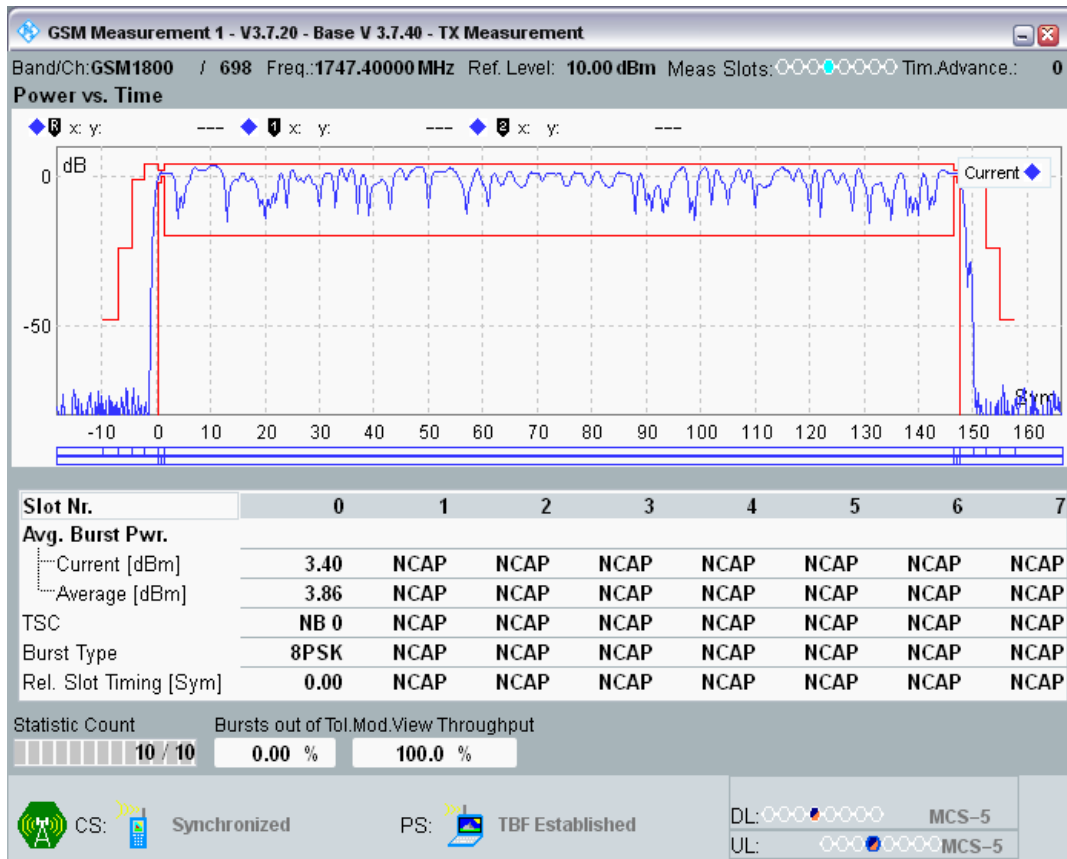 GSM Measurement 1 - V3.7.20 - Base V 3.7.40 - TX Measurement
Band/Ch:GSM1800 / 698 Freq.:1747.40000 MHz Ref. Level: 10.00 dBm Meas Slots: Tim.Advance.: 0
Power vs. Time
R x: y: --- 1 x: y: --- 2 x: y: ---
dB
Current
0
-50
Sym
-10 0 10 20 30 40 50 60 70 80 90 100 110 120 130 140 150 160
Slot Nr. 0 1 2 3 4 5 6 7
Avg. Burst Pwr.
Current [dBm] 3.40 NCAP NCAP NCAP NCAP NCAP NCAP NCAP
Average [dBm] 3.86 NCAP NCAP NCAP NCAP NCAP NCAP NCAP
TSC NB 0 NCAP NCAP NCAP NCAP NCAP NCAP NCAP
Burst Type 8PSK NCAP NCAP NCAP NCAP NCAP NCAP NCAP
Rel. Slot Timing [Sym] 0.00 NCAP NCAP NCAP NCAP NCAP NCAP NCAP
Statistic Count Bursts out of Tol.Mod.View Throughput
10 / 10 0.00 % 100.0 %
CS: Synchronized PS: TBF Established
DL: MCS-5
UL: MCS-5